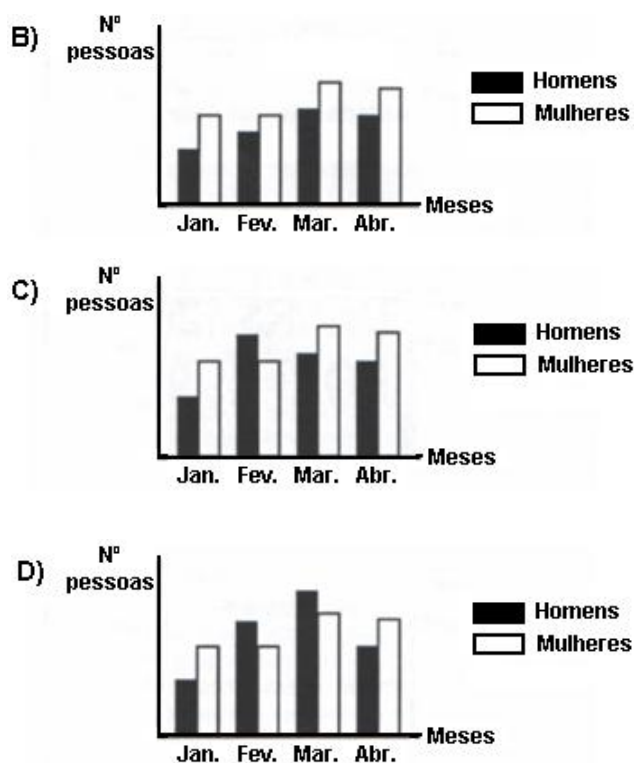 B)
Nº
pessoas
Homens
Mulheres
Meses
Jan. Fev. Mar. Abr.
C)
Nº
pessoas
Homens
Mulheres
Meses
Jan. Fev. Mar. Abr.
D)
Nº
pessoas
Homens
Mulheres
Meses
Jan. Fev. Mar. Abr.